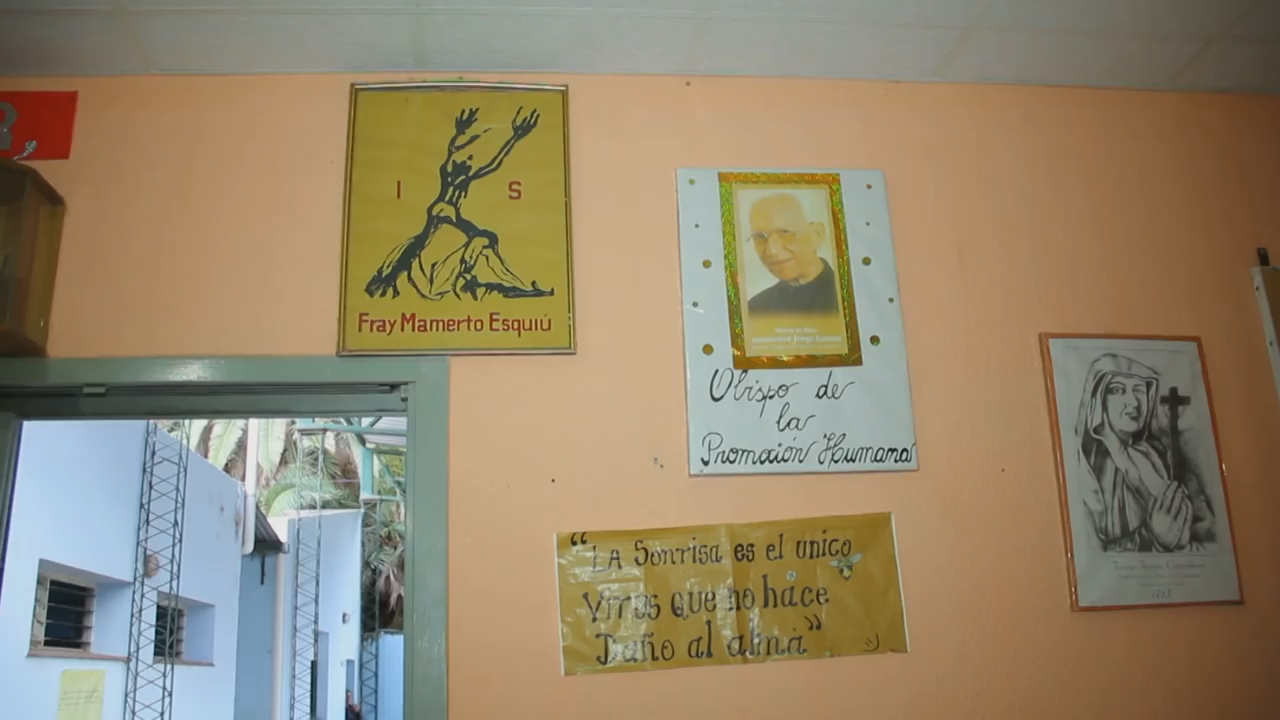 I S
Fray Mamerto Esquiú
Obispo de
la
Promoción Humana
“LA Sonrisa es el unico
Virus que no hace
Daño al alma”